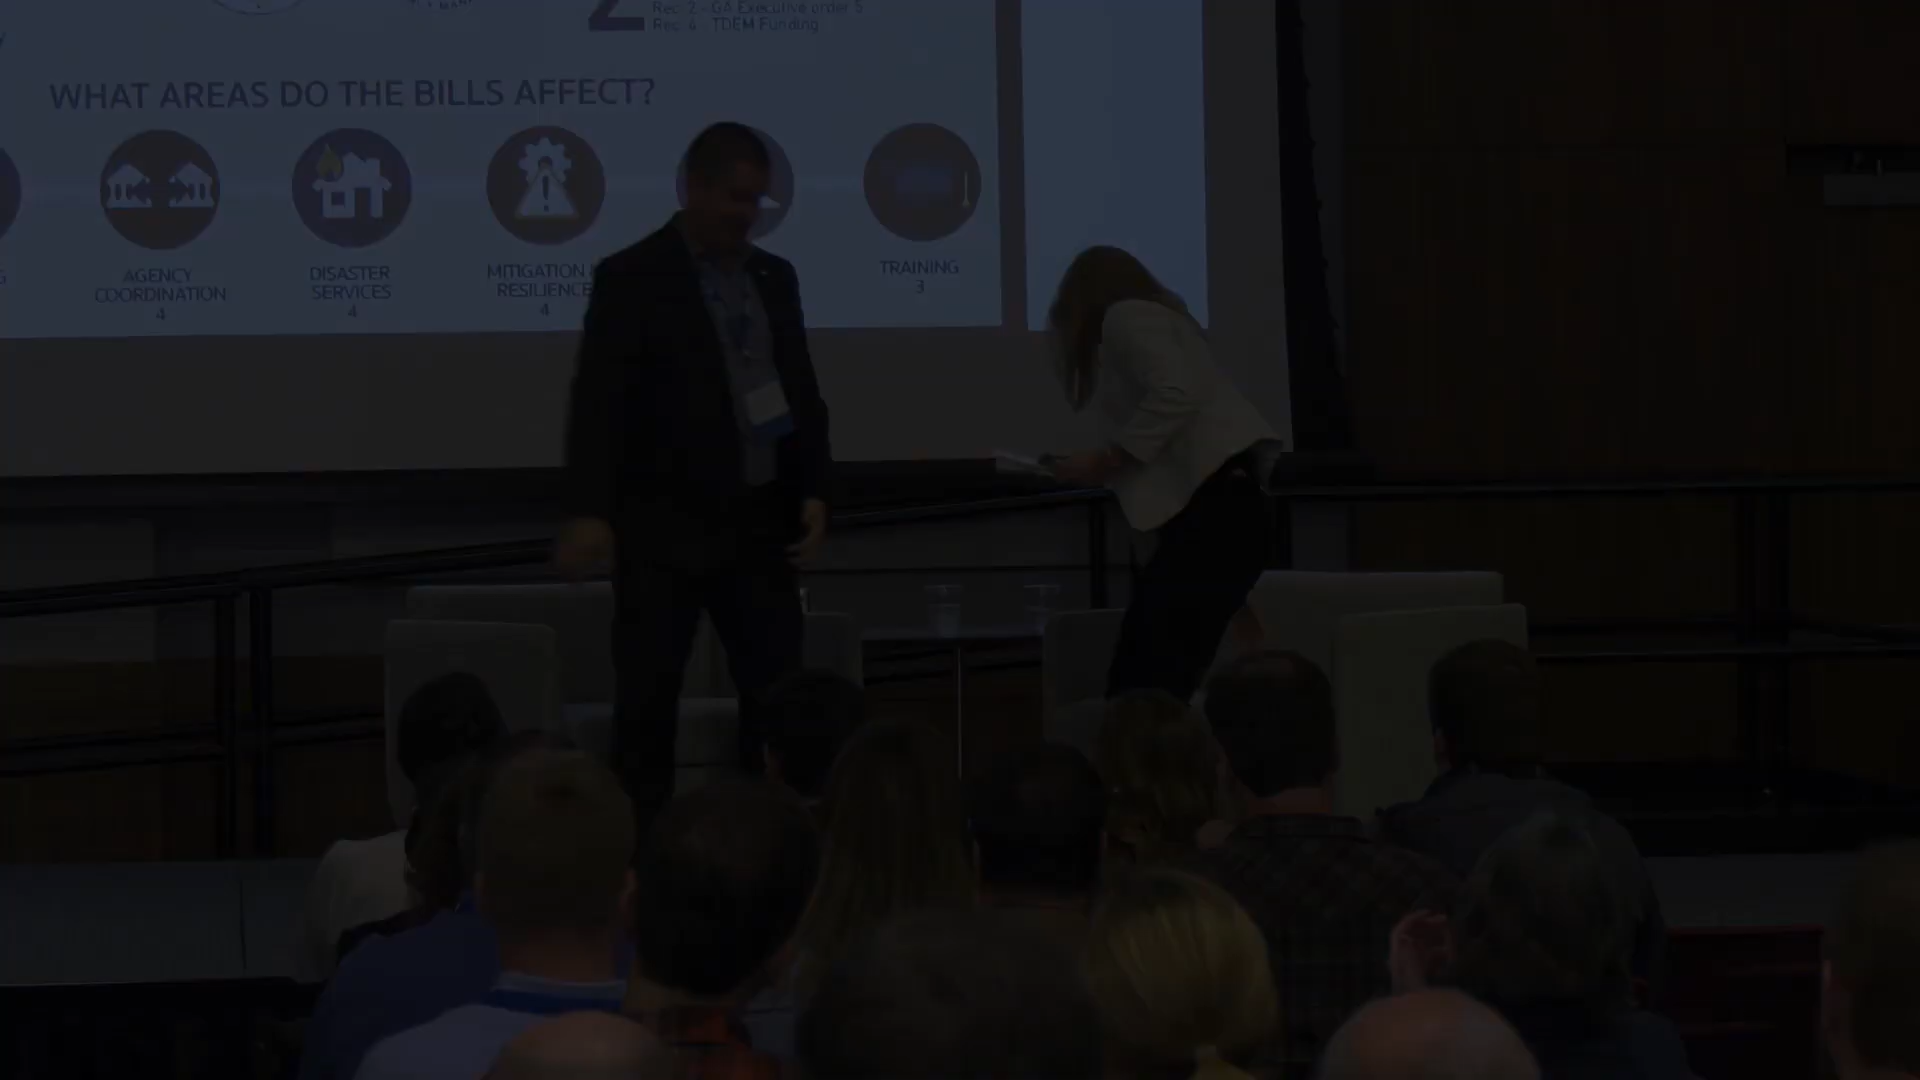 Rec. 2 - GA Executive order 5
2
Rec. 4 - TDEM Funding
WHAT AREAS DO THE BILLS AFFECT?
AGENCY
COORDINATION
4
DISASTER
SERVICES
4
MITIGATION
RESILIENCE
4
TRAINING
3